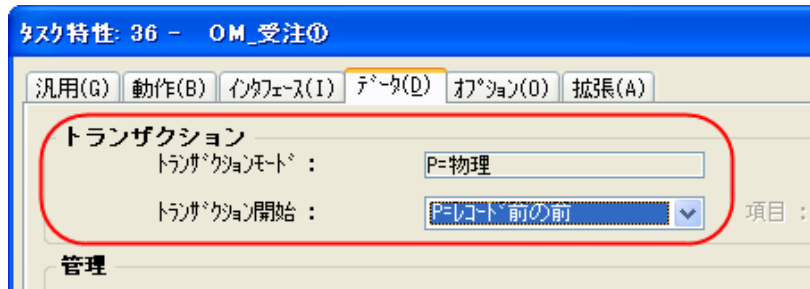 ﾀｽｸ特性: 36 - OM_受注①
汎用(G) 動作(B) ｲﾝﾀﾌｪｰｽ(I) ﾃﾞｰﾀ(D) ｵﾌﾟｼｮﾝ(O) 拡張(A)
トランザクション
ﾄﾗﾝｻﾞｸｼｮﾝﾓｰﾄﾞ : P=物理
ﾄﾗﾝｻﾞｸｼｮﾝ開始 : P=ﾚｺｰﾄﾞ前の前 項目 :
管理